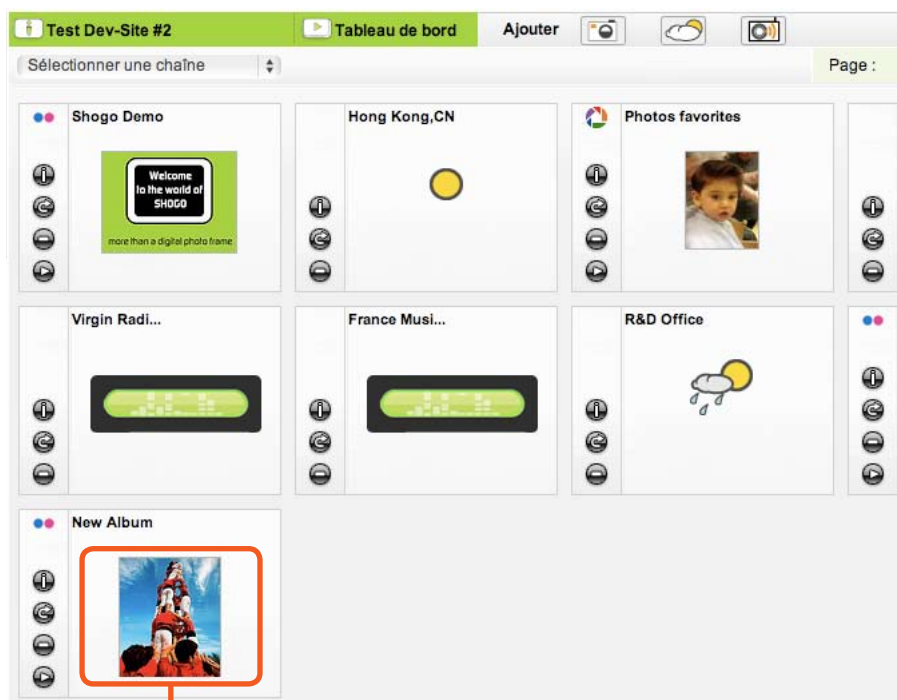 Test Dev-Site #2
Tableau de bord
Ajouter
Sélectionner une chaîne
Page :
Shogo Demo
Hong Kong,CN
Photos favorites
Welcome
to the world of
SHOGO
more than a digital photo frame
Virgin Radi...
France Musi...
R&D Office
New Album